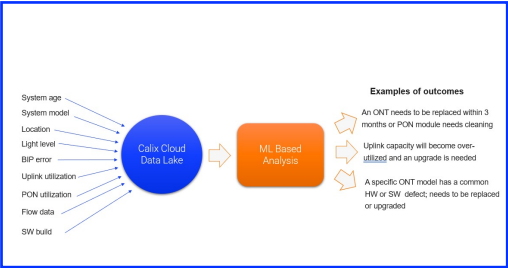 Examples of outcomes
System age
System model
Location
Light level
BIP error
Uplink utilization
PON utilization
Flow data
SW build
Calix Cloud
Data Lake
ML Based
Analysis
An ONT needs to be replaced within 3
months or PON module needs cleaning
Uplink capacity will become over-
utilized and an upgrade is needed
A specific ONT model has a common
HW or SW defect; needs to be replaced
or upgraded